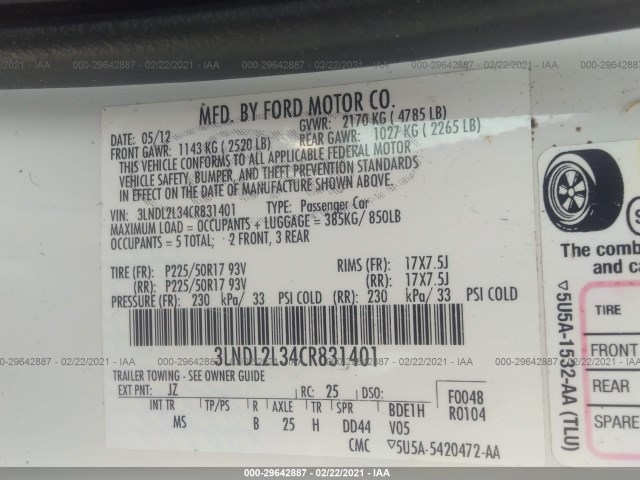 000-29642887 - 02/22/2021 - IAA
MFD. BY FORD MOTOR CO.
DATE: 05/12 GVWR: 2170 KG ( 4785 LB)
FRONT GAWR: 1143 KG ( 2520 LB) REAR GAWR: 1027 KG ( 2265 LB)
THIS VEHICLE CONFORMS TO ALL APPLICABLE FEDERAL MOTOR
VEHICLE SAFETY, BUMPER, AND THEFT PREVENTION STANDARDS
IN EFFECT ON THE DATE OF MANUFACTURE SHOWN ABOVE.
VIN: 3LNDL2L34CR831401 TYPE: Passenger Car
MAXIMUM LOAD = OCCUPANTS + LUGGAGE = 385KG/ 850LB
OCCUPANTS = 5 TOTAL; 2 FRONT, 3 REAR
TIRE (FR): P225/50R17 93V RIMS (FR): 17X7.5J
(RR): P225/50R17 93V (RR): 17X7.5J
PRESSURE (FR): 230 kPa/ 33 PSI COLD (RR): 230 kPa/ 33 PSI COLD
3LNDL2L34CR831401
TRAILER TOWING - SEE OWNER GUIDE
EXT PNT: JZ RC: 25 DSO: F0048
INT TR TP/PS R AXLE TR SPR BDE1H R0104
MS B 25 H DD44 V05
CMC ▽5U5A-5420472-AA
The comb
and ca
TIRE
FRONT
REAR
SPARE
▽5U5A-1532-AA (TLU)
000-29642887 - 02/22/2021 - IAA